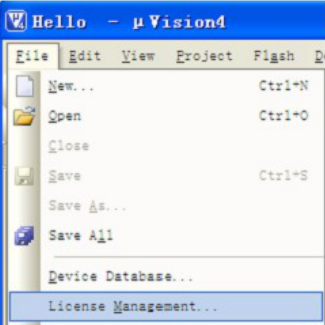 Hello - μVision4
File Edit View Project Flash D
New... Ctrl+N
Open Ctrl+O
Close
Save Ctrl+S
Save As...
Save All
Device Database...
License Management...